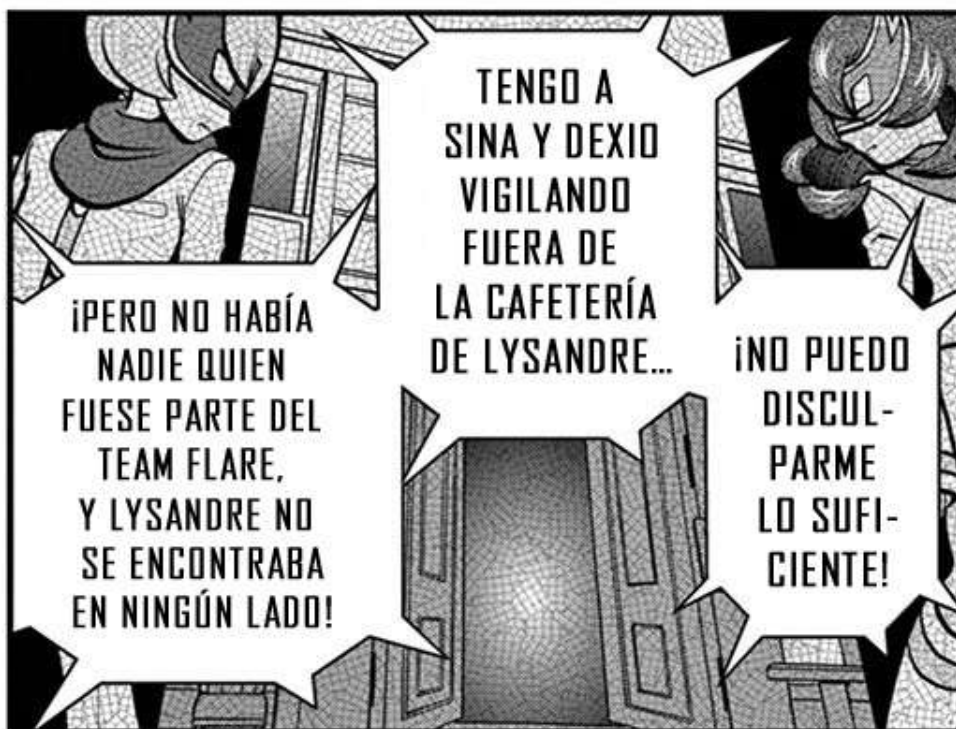 ¡NO PUEDO
DISCUL-
PARME
LO SUFI-
CIENTE!
TENGO A
SINA Y DEXIO
VIGILANDO
FUERA DE
LA CAFETERÍA
DE LYSANDRE...
¡PERO NO HABÍA
NADIE QUIEN
FUESE PARTE DEL
TEAM FLARE,
Y LYSANDRE NO
SE ENCONTRABA
EN NINGÚN LADO!